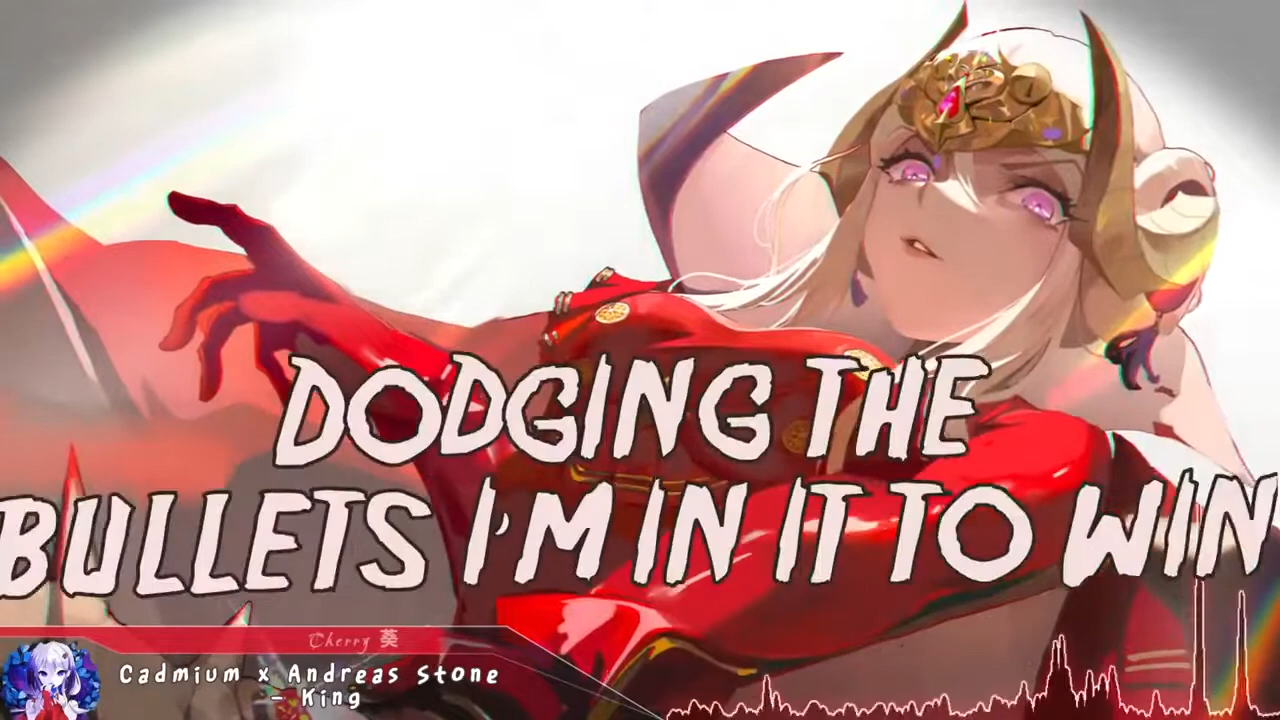 DODGING THE
BULLETS I'M IN IT TO WIN
Cherry 葵
Cadmium x Andreas Stone
- King